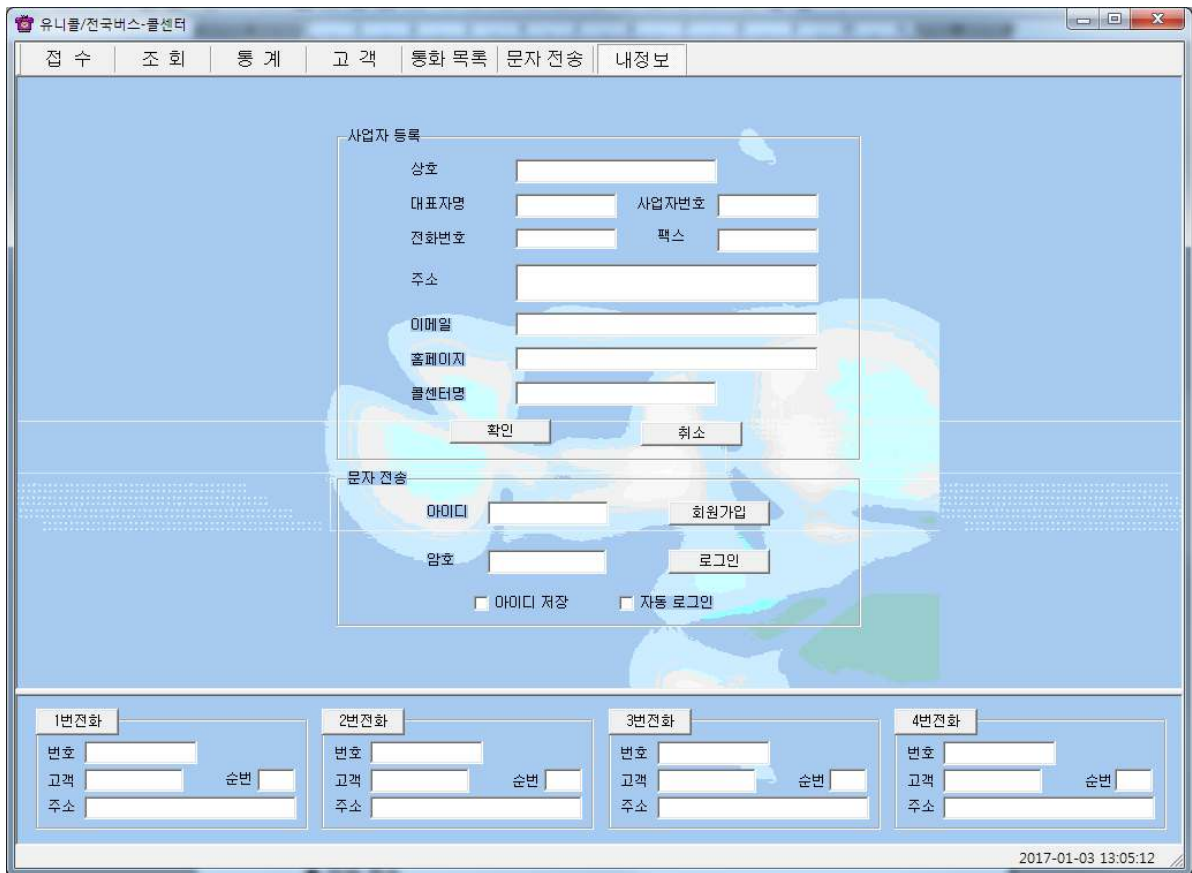 유니콜/전국버스-콜센터
접 수 조 회 통 계 고 객 통화 목록 문자 전송 내정보
사업자 등록
상호
대표자명 사업자번호
전화번호 팩스
주소
이메일
홈페이지
콜센터명
확인 취소
문자 전송
아이디 회원가입
암호 로그인
아이디 저장 자동 로그인
1번전화 2번전화 3번전화 4번전화
번호 번호 번호 번호
고객 순번 고객 순번 고객 순번 고객 순번
주소 주소 주소 주소
2017-01-03 13:05:12